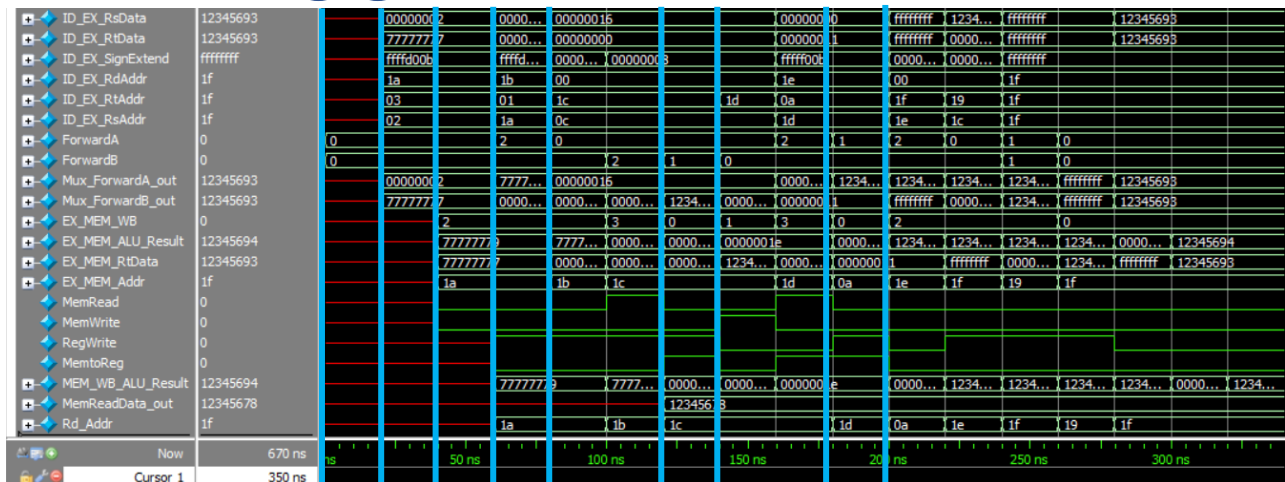 ID_EX_RsData 12345693 00000002 0000... 00000016 ffffffff 1234... ffffffff 12345693
ID_EX_RtData 12345693 0000... 00000000 ffffffff 0000... ffffffff 12345693
ID_EX_SignExtend ffffffff ffffd00b ffffd... 0000... fffff00b 0000... 0000... ffffffff
ID_EX_RdAddr 1f 1a 1b 00 1e 00 1f
ID_EX_RtAddr 1f 03 01 1c 1d 0a 1f 19 1f
ID_EX_RsAddr 1f 02 1a 0c 1d 1e 1c 1f
ForwardA 0 0 2 0 2 1 2 0 1 0
ForwardB 0 0 2 1 0 1 0
Mux_ForwardA_out 12345693 00000002 7777... 00000016 0000... 1234... 1234... 1234... 1234... ffffffff 12345693
Mux_ForwardB_out 12345693 0000... 0000... 0000... 1234... 0000... ffffffff 0000... 1234... ffffffff 12345693
EX_MEM_WB 0 2 3 0 1 3 0 2 0
EX_MEM_ALU_Result 12345694 77777779 7777... 0000... 0000... 0000001e 0000... 1234... 1234... 1234... 1234... 0000... 12345694
EX_MEM_RtData 12345693 0000... 0000... 0000... 1234... 0000... ffffffff 0000... 1234... ffffffff 12345693
EX_MEM_Addr 1f 1a 1b 1c 1d 0a 1e 1f 19 1f
MemRead 0
MemWrite 0
RegWrite 0
MemtoReg 0
MEM_WB_ALU_Result 12345694 77777779 7777... 0000... 0000... 0000... 1234... 1234... 1234... 1234... 0000... 1234...
MemReadData_out 12345678 12345678
Rd_Addr 1f 1a 1b 1c 1d 0a 1e 1f 19 1f
Now 670 ns ns 50 ns 100 ns 150 ns 200 ns 250 ns 300 ns
Cursor 1 350 ns